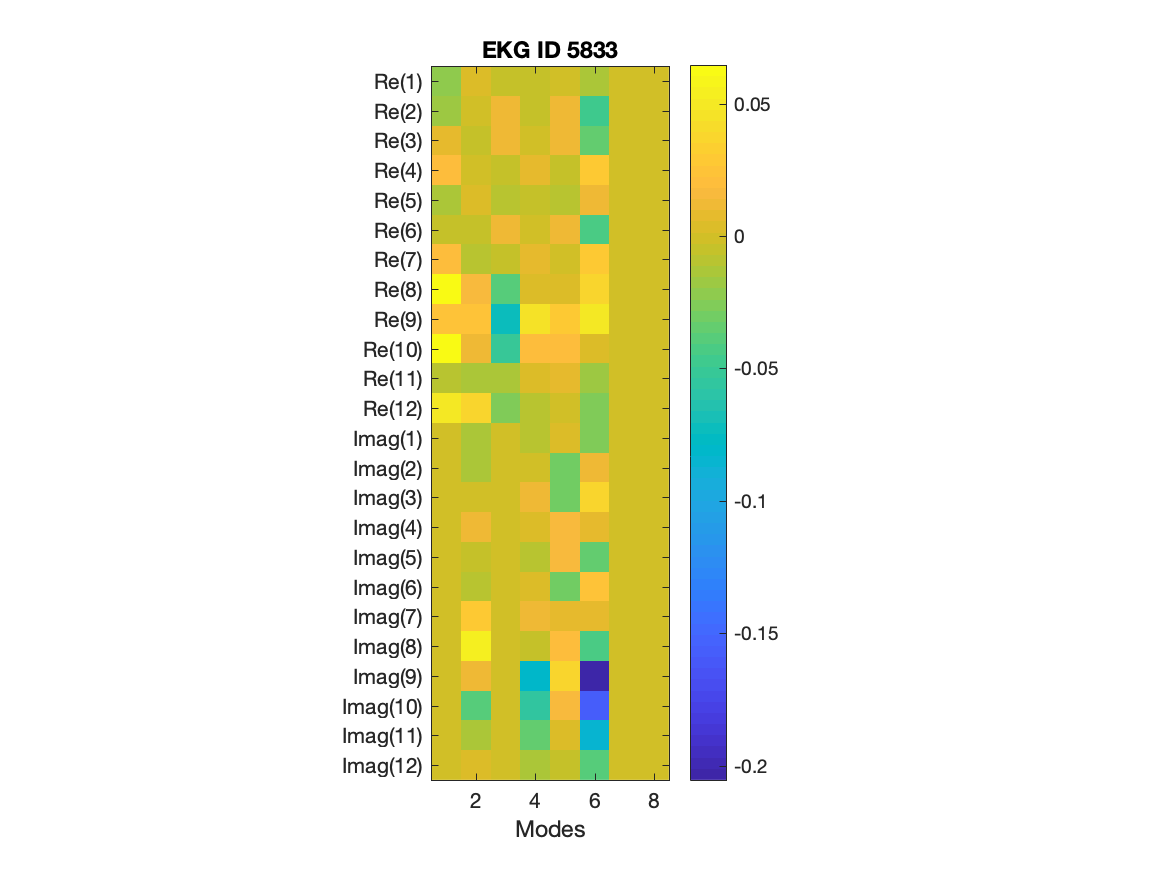 EKG ID 5833
Re(1)
Re(2)
Re(3)
Re(4)
Re(5)
Re(6)
Re(7)
Re(8)
Re(9)
Re(10)
Re(11)
Re(12)
Imag(1)
Imag(2)
Imag(3)
Imag(4)
Imag(5)
Imag(6)
Imag(7)
Imag(8)
Imag(9)
Imag(10)
Imag(11)
Imag(12)
2 4 6 8
Modes
0.05
0
-0.05
-0.1
-0.15
-0.2